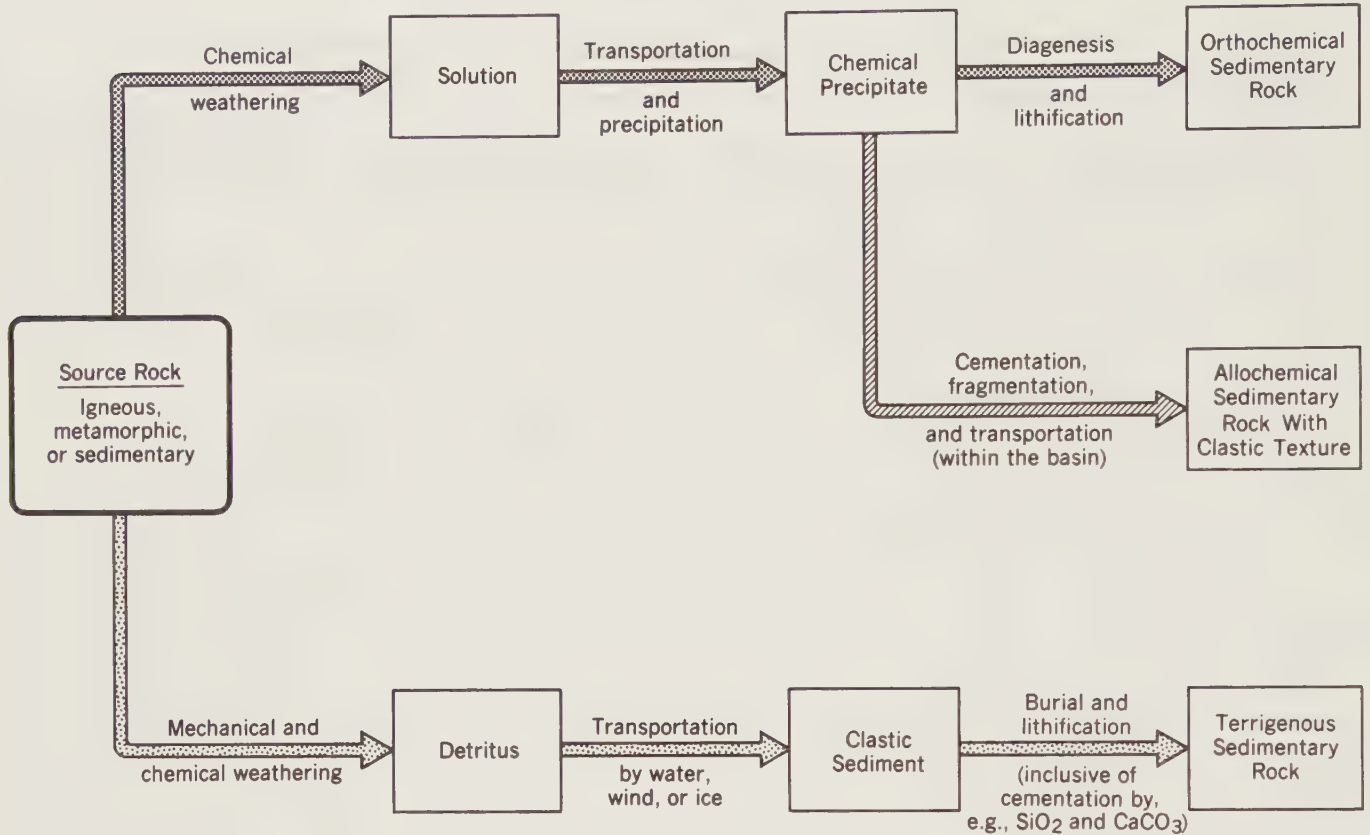 Chemical
weathering
Solution
Transportation
and
precipitation
Chemical
Precipitate
Diagenesis
and
lithification
Orthochemical
Sedimentary
Rock
Cementation,
fragmentation,
and transportation
(within the basin)
Allochemical
Sedimentary
Rock With
Clastic Texture
Source Rock
Igneous,
metamorphic,
or sedimentary
Mechanical and
chemical weathering
Detritus
Transportation
by water,
wind, or ice
Clastic
Sediment
Burial and
lithification
(inclusive of
cementation by,
e.g., SiO2 and CaCO3)
Terrigenous
Sedimentary
Rock